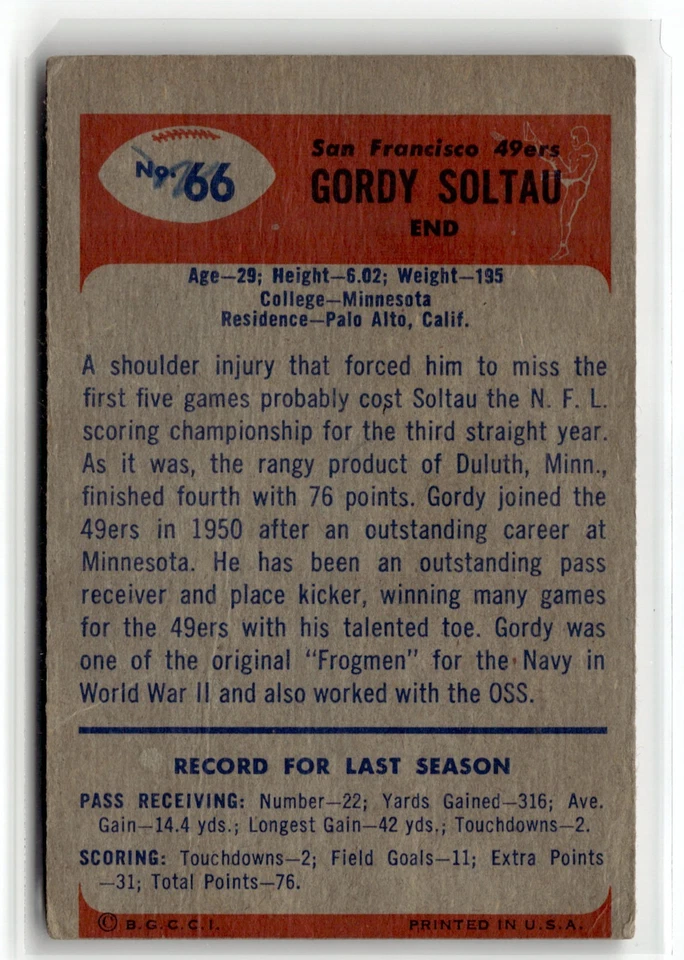 No. 66
San Francisco 49ers
GORDY SOLTAU
END
Age—29; Height—6.02; Weight—195
College—Minnesota
Residence—Palo Alto, Calif.
A shoulder injury that forced him to miss the
first five games probably cost Soltau the N. F. L.
scoring championship for the third straight year.
As it was, the rangy product of Duluth, Minn.,
finished fourth with 76 points. Gordy joined the
49ers in 1950 after an outstanding career at
Minnesota. He has been an outstanding pass
receiver and place kicker, winning many games
for the 49ers with his talented toe. Gordy was
one of the original "Frogmen" for the Navy in
World War II and also worked with the OSS.
RECORD FOR LAST SEASON
PASS RECEIVING: Number—22; Yards Gained—316; Ave.
Gain—14.4 yds.; Longest Gain—42 yds.; Touchdowns—2.
SCORING: Touchdowns—2; Field Goals—11; Extra Points
—31; Total Points—76.
© B.G.C.C.I. PRINTED IN U.S.A.